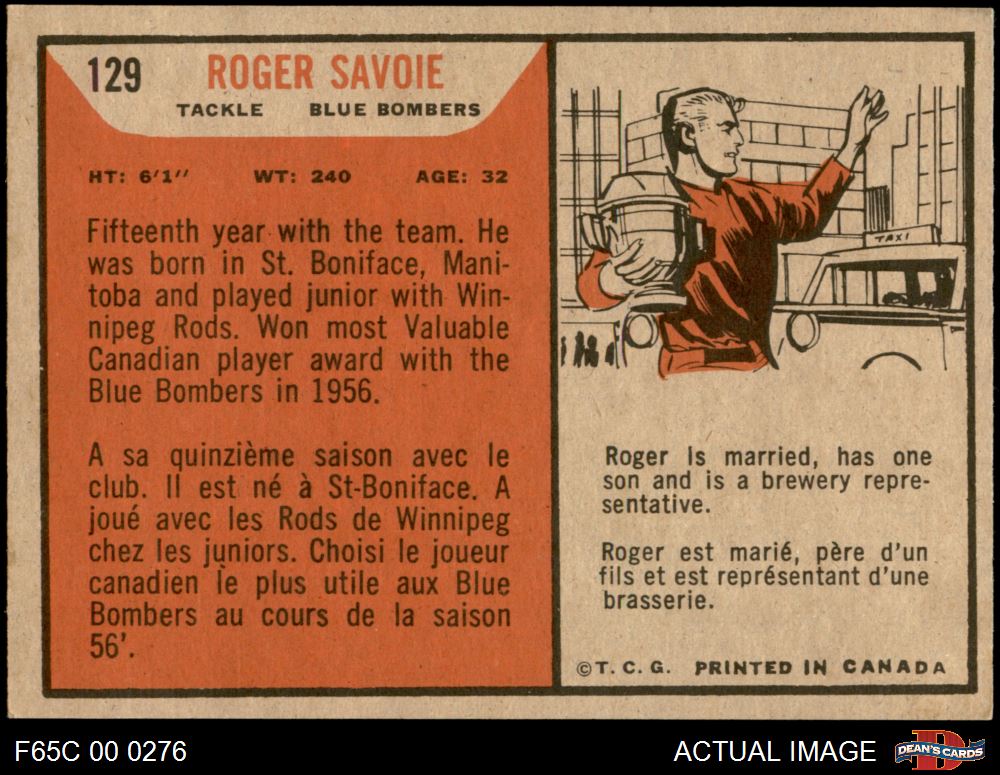 129 ROGER SAVOIE
TACKLE BLUE BOMBERS
HT: 6'1" WT: 240 AGE: 32
Fifteenth year with the team. He
was born in St. Boniface, Mani-
toba and played junior with Win-
nipeg Rods. Won most Valuable
Canadian player award with the
Blue Bombers in 1956.
A sa quinzième saison avec le
club. Il est né à St-Boniface. A
joué avec les Rods de Winnipeg
chez les juniors. Choisi le joueur
canadien le plus utile aux Blue
Bombers au cours de la saison
56'.
TAXI
Roger Is married, has one
son and is a brewery repre-
sentative.
Roger est marié, père d'un
fils et est représentant d'une
brasserie.
©T. C. G. PRINTED IN CANADA
F65C 00 0276
ACTUAL IMAGE
D
DEAN'S CARDS